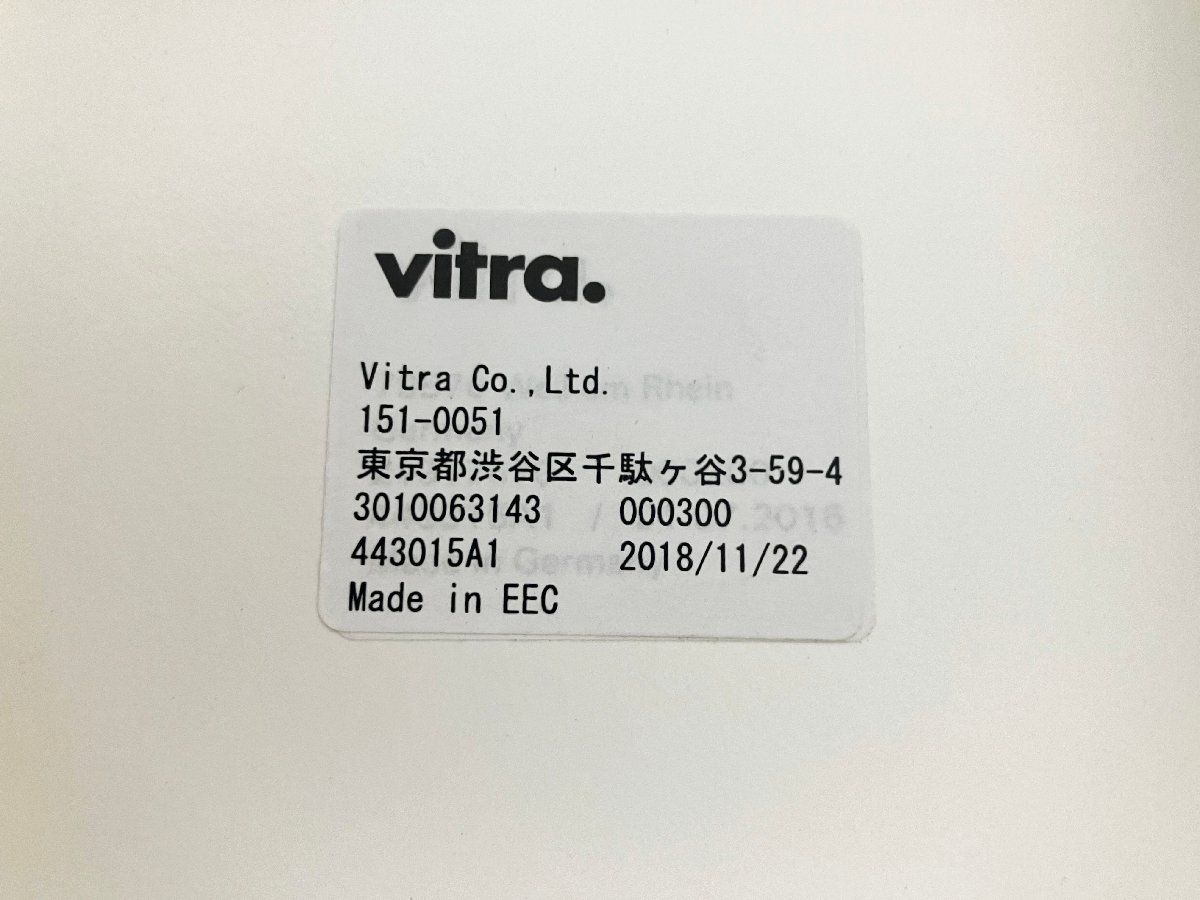 vitra.
Vitra Co.,Ltd.
151-0051
東京都渋谷区千駄ヶ谷3-59-4
3010063143 000300
443015A1 2018/11/22
Made in EEC